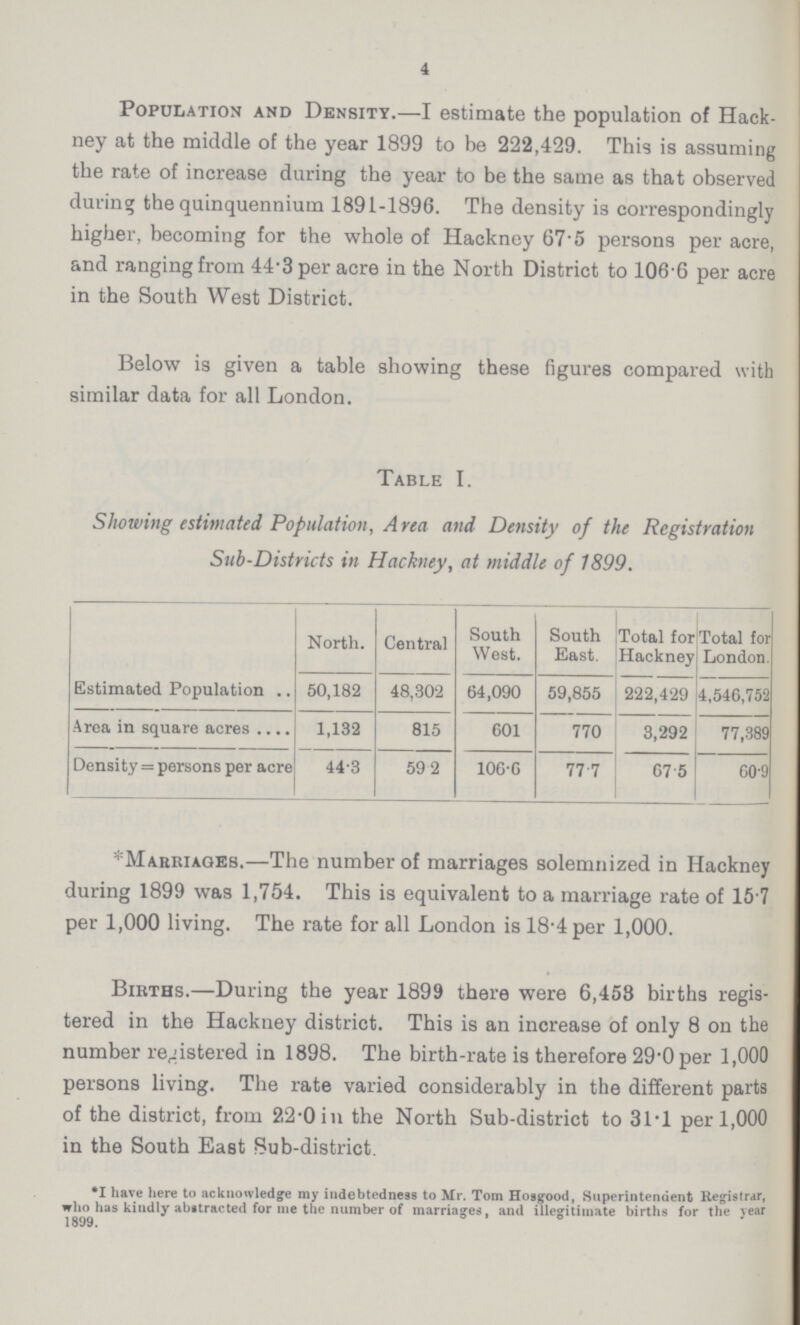 4
Population and Density.—I estimate the population of Hack-
ney at the middle of the year 1899 to be 222,429. This is assuming
the rate of increase during the year to be the same as that observed
during the quinquennium 1891-1896. The density is correspondingly
higher, becoming for the whole of Hackney 67·5 persons per acre,
and ranging from 44·3 per acre in the North District to 106·6 per acre
in the South West District.
Below is given a table showing these figures compared with
similar data for all London.
Table I.
Showing estimated Population, Area and Density of the Registration
Sub-Districts in Hackney, at middle of 1899.
North. Central South West. South East. Total for Hackney Total for London.
Estimated Population .. 50,182 48,302 64,090 59,855 222,429 4,546,752
Area in square acres .... 1,132 815 601 770 3,292 77,389
Density=persons per acre 44·3 59 2 106·6 77·7 67·5 60·9
*Marriages.—The number of marriages solemnized in Hackney
during 1899 was 1,754. This is equivalent to a marriage rate of 15·7
per 1,000 living. The rate for all London is 18·4 per 1,000.
Births.—During the year 1899 there were 6,453 births regis-
tered in the Hackney district. This is an increase of only 8 on the
number registered in 1898. The birth-rate is therefore 29·0 per 1,000
persons living. The rate varied considerably in the different parts
of the district, from 22·0 in the North Sub-district to 31·1 per 1,000
in the South East Sub-district.
*I have here to acknowledge my indebtedness to Mr. Tom Hosgood, Superintendent Registrar,
who has kindly abstracted for me the number of marriages, and illegitimate births for the year
1899.